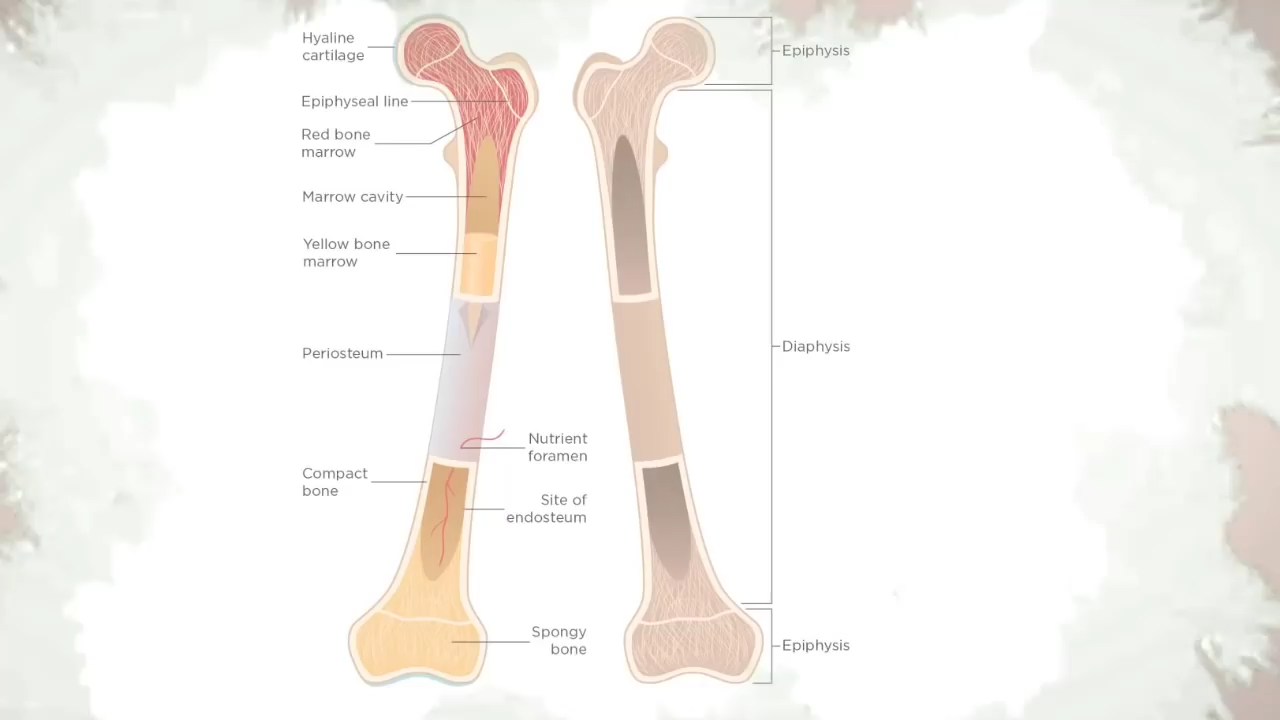 Hyaline
cartilage
Epiphyseal line
Red bone
marrow
Marrow cavity
Yellow bone
marrow
Periosteum
Compact
bone
Nutrient
foramen
Site of
endosteum
Spongy
bone
Epiphysis
Diaphysis
Epiphysis